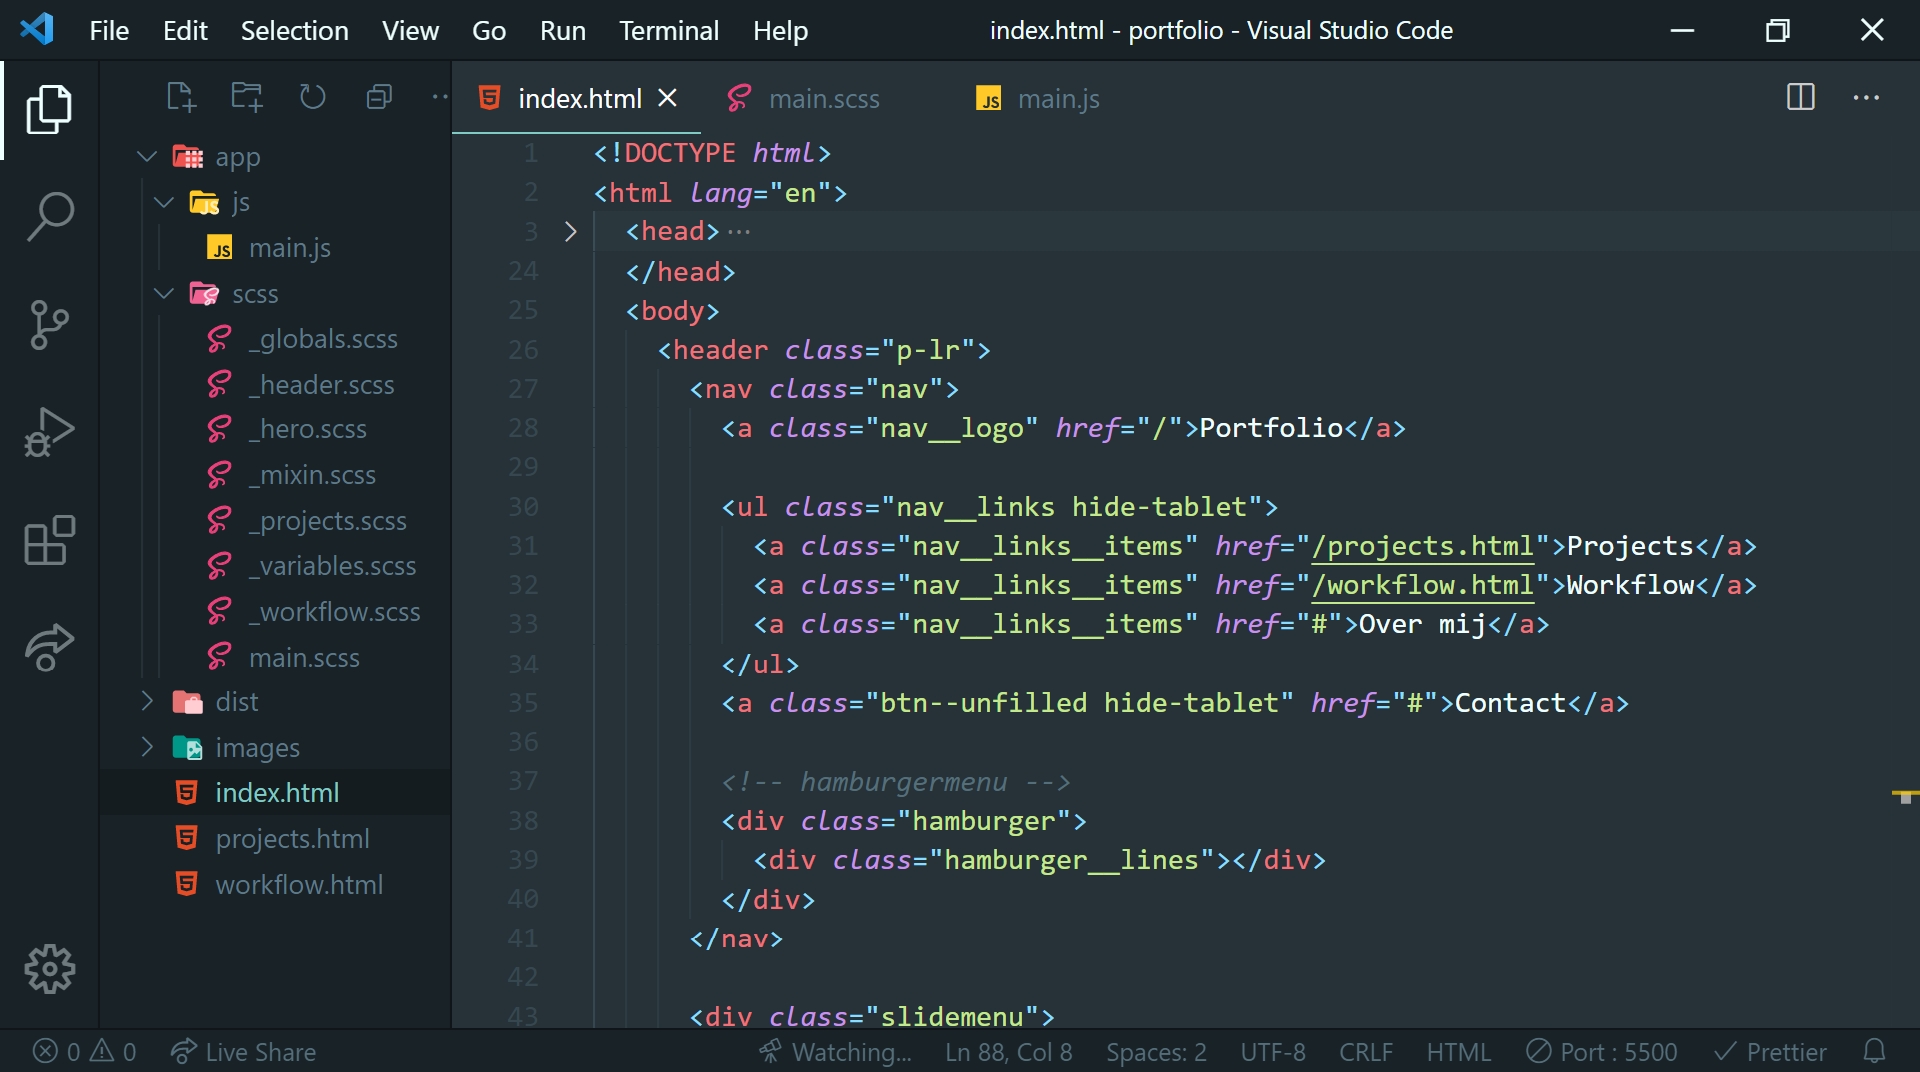 File Edit Selection View Go Run Terminal Help index.html - portfolio - Visual Studio Code
index.html main.scss JS main.js
app
js
JS main.js
scss
_globals.scss
_header.scss
_hero.scss
_mixin.scss
_projects.scss
_variables.scss
_workflow.scss
main.scss
dist
images
index.html
projects.html
workflow.html
1 <!DOCTYPE html>
2 <html lang="en">
3 <head>···
24 </head>
25 <body>
26 <header class="p-lr">
27 <nav class="nav">
28 <a class="nav__logo" href="/">Portfolio</a>
29
30 <ul class="nav__links hide-tablet">
31 <a class="nav__links__items" href="/projects.html">Projects</a>
32 <a class="nav__links__items" href="/workflow.html">Workflow</a>
33 <a class="nav__links__items" href="#">Over mij</a>
34 </ul>
35 <a class="btn--unfilled hide-tablet" href="#">Contact</a>
36
37 <!-- hamburgermenu -->
38 <div class="hamburger">
39 <div class="hamburger__lines"></div>
40 </div>
41 </nav>
42
43 <div class="slidemenu">
0 0 Live Share Watching... Ln 88, Col 8 Spaces: 2 UTF-8 CRLF HTML Port : 5500 Prettier